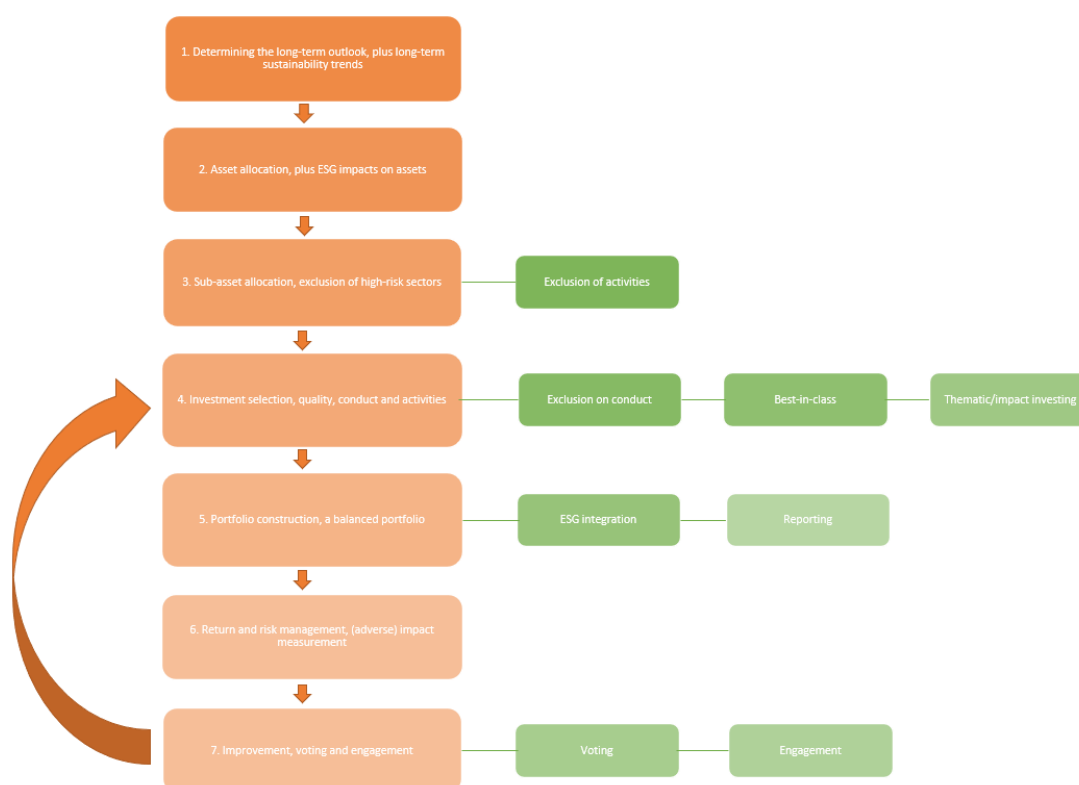 1. Determining the long-term outlook, plus long-term
sustainability trends
2. Asset allocation, plus ESG impacts on assets
3. Sub-asset allocation, exclusion of high-risk sectors
Exclusion of activities
4. Investment selection, quality, conduct and activities
Exclusion on conduct
Best-in-class
Thematic/impact investing
5. Portfolio construction, a balanced portfolio
ESG integration
Reporting
6. Return and risk management, (adverse) impact
measurement
7. Improvement, voting and engagement
Voting
Engagement